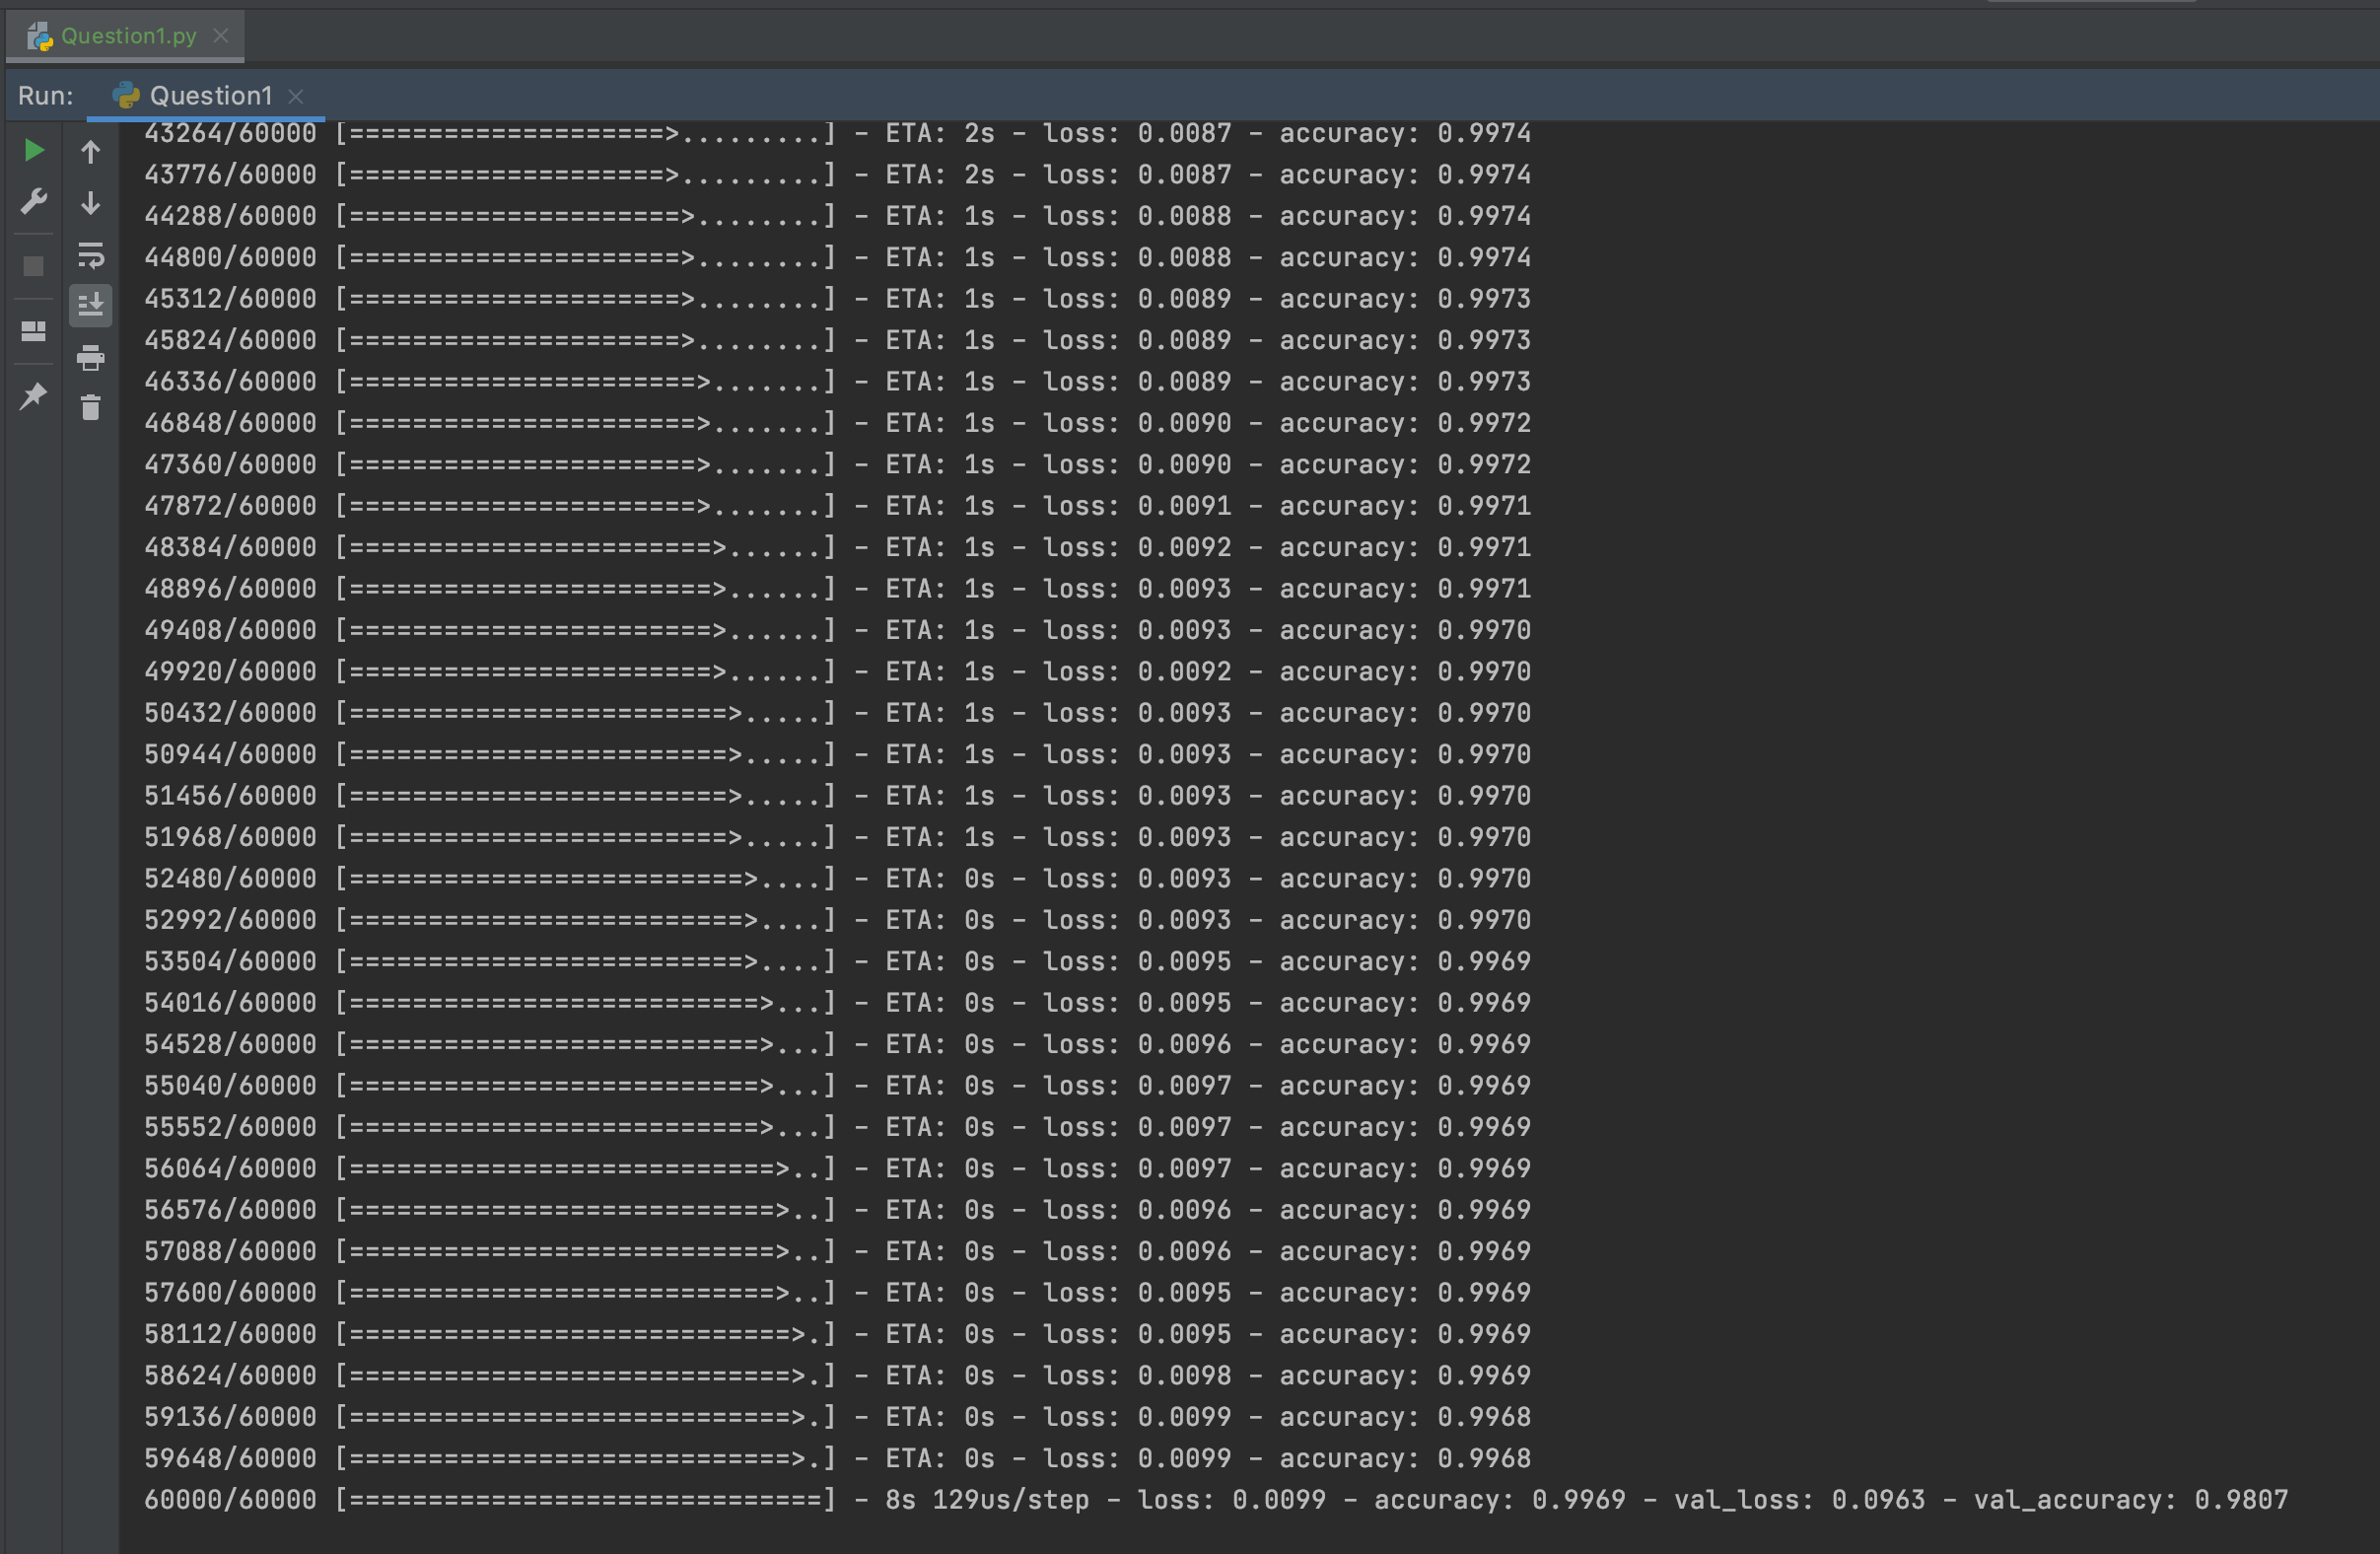 Question1.py
Run: Question1
43264/60000 [====================>.........] - ETA: 2s - loss: 0.0087 - accuracy: 0.9974
43776/60000 [====================>.........] - ETA: 2s - loss: 0.0087 - accuracy: 0.9974
44288/60000 [=====================>........] - ETA: 1s - loss: 0.0088 - accuracy: 0.9974
44800/60000 [=====================>........] - ETA: 1s - loss: 0.0088 - accuracy: 0.9974
45312/60000 [=====================>........] - ETA: 1s - loss: 0.0089 - accuracy: 0.9973
45824/60000 [=====================>........] - ETA: 1s - loss: 0.0089 - accuracy: 0.9973
46336/60000 [======================>.......] - ETA: 1s - loss: 0.0089 - accuracy: 0.9973
46848/60000 [======================>.......] - ETA: 1s - loss: 0.0090 - accuracy: 0.9972
47360/60000 [======================>.......] - ETA: 1s - loss: 0.0090 - accuracy: 0.9972
47872/60000 [======================>.......] - ETA: 1s - loss: 0.0091 - accuracy: 0.9971
48384/60000 [=======================>......] - ETA: 1s - loss: 0.0092 - accuracy: 0.9971
48896/60000 [=======================>......] - ETA: 1s - loss: 0.0093 - accuracy: 0.9971
49408/60000 [=======================>......] - ETA: 1s - loss: 0.0093 - accuracy: 0.9970
49920/60000 [=======================>......] - ETA: 1s - loss: 0.0092 - accuracy: 0.9970
50432/60000 [========================>.....] - ETA: 1s - loss: 0.0093 - accuracy: 0.9970
50944/60000 [========================>.....] - ETA: 1s - loss: 0.0093 - accuracy: 0.9970
51456/60000 [========================>.....] - ETA: 1s - loss: 0.0093 - accuracy: 0.9970
51968/60000 [========================>.....] - ETA: 1s - loss: 0.0093 - accuracy: 0.9970
52480/60000 [=========================>....] - ETA: 0s - loss: 0.0093 - accuracy: 0.9970
52992/60000 [=========================>....] - ETA: 0s - loss: 0.0093 - accuracy: 0.9970
53504/60000 [=========================>....] - ETA: 0s - loss: 0.0095 - accuracy: 0.9969
54016/60000 [==========================>...] - ETA: 0s - loss: 0.0095 - accuracy: 0.9969
54528/60000 [==========================>...] - ETA: 0s - loss: 0.0096 - accuracy: 0.9969
55040/60000 [==========================>...] - ETA: 0s - loss: 0.0097 - accuracy: 0.9969
55552/60000 [==========================>...] - ETA: 0s - loss: 0.0097 - accuracy: 0.9969
56064/60000 [===========================>..] - ETA: 0s - loss: 0.0097 - accuracy: 0.9969
56576/60000 [===========================>..] - ETA: 0s - loss: 0.0096 - accuracy: 0.9969
57088/60000 [===========================>..] - ETA: 0s - loss: 0.0096 - accuracy: 0.9969
57600/60000 [===========================>..] - ETA: 0s - loss: 0.0095 - accuracy: 0.9969
58112/60000 [============================>.] - ETA: 0s - loss: 0.0095 - accuracy: 0.9969
58624/60000 [============================>.] - ETA: 0s - loss: 0.0098 - accuracy: 0.9969
59136/60000 [============================>.] - ETA: 0s - loss: 0.0099 - accuracy: 0.9968
59648/60000 [============================>.] - ETA: 0s - loss: 0.0099 - accuracy: 0.9968
60000/60000 [==============================] - 8s 129us/step - loss: 0.0099 - accuracy: 0.9969 - val_loss: 0.0963 - val_accuracy: 0.9807